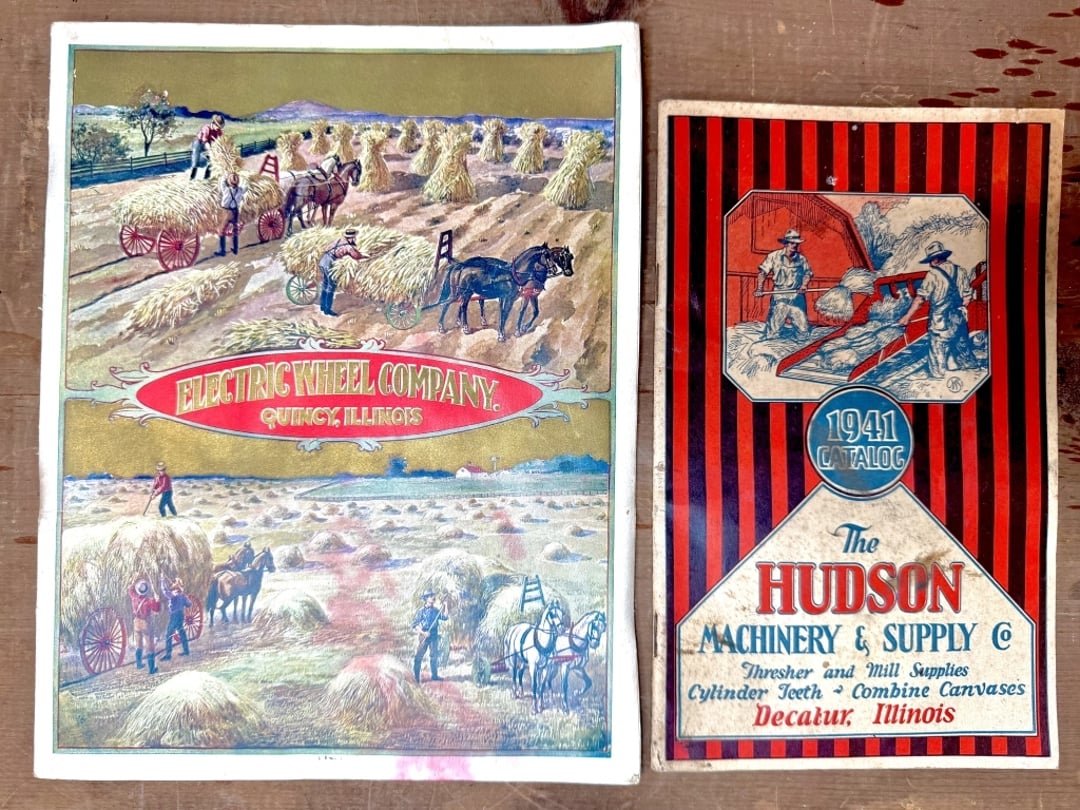 ELECTRIC WHEEL COMPANY.
QUINCY, ILLINOIS
1941
CATALOG
The
HUDSON
MACHINERY & SUPPLY Co
Thresher and Mill Supplies
Cylinder Teeth - Combine Canvases
Decatur, Illinois